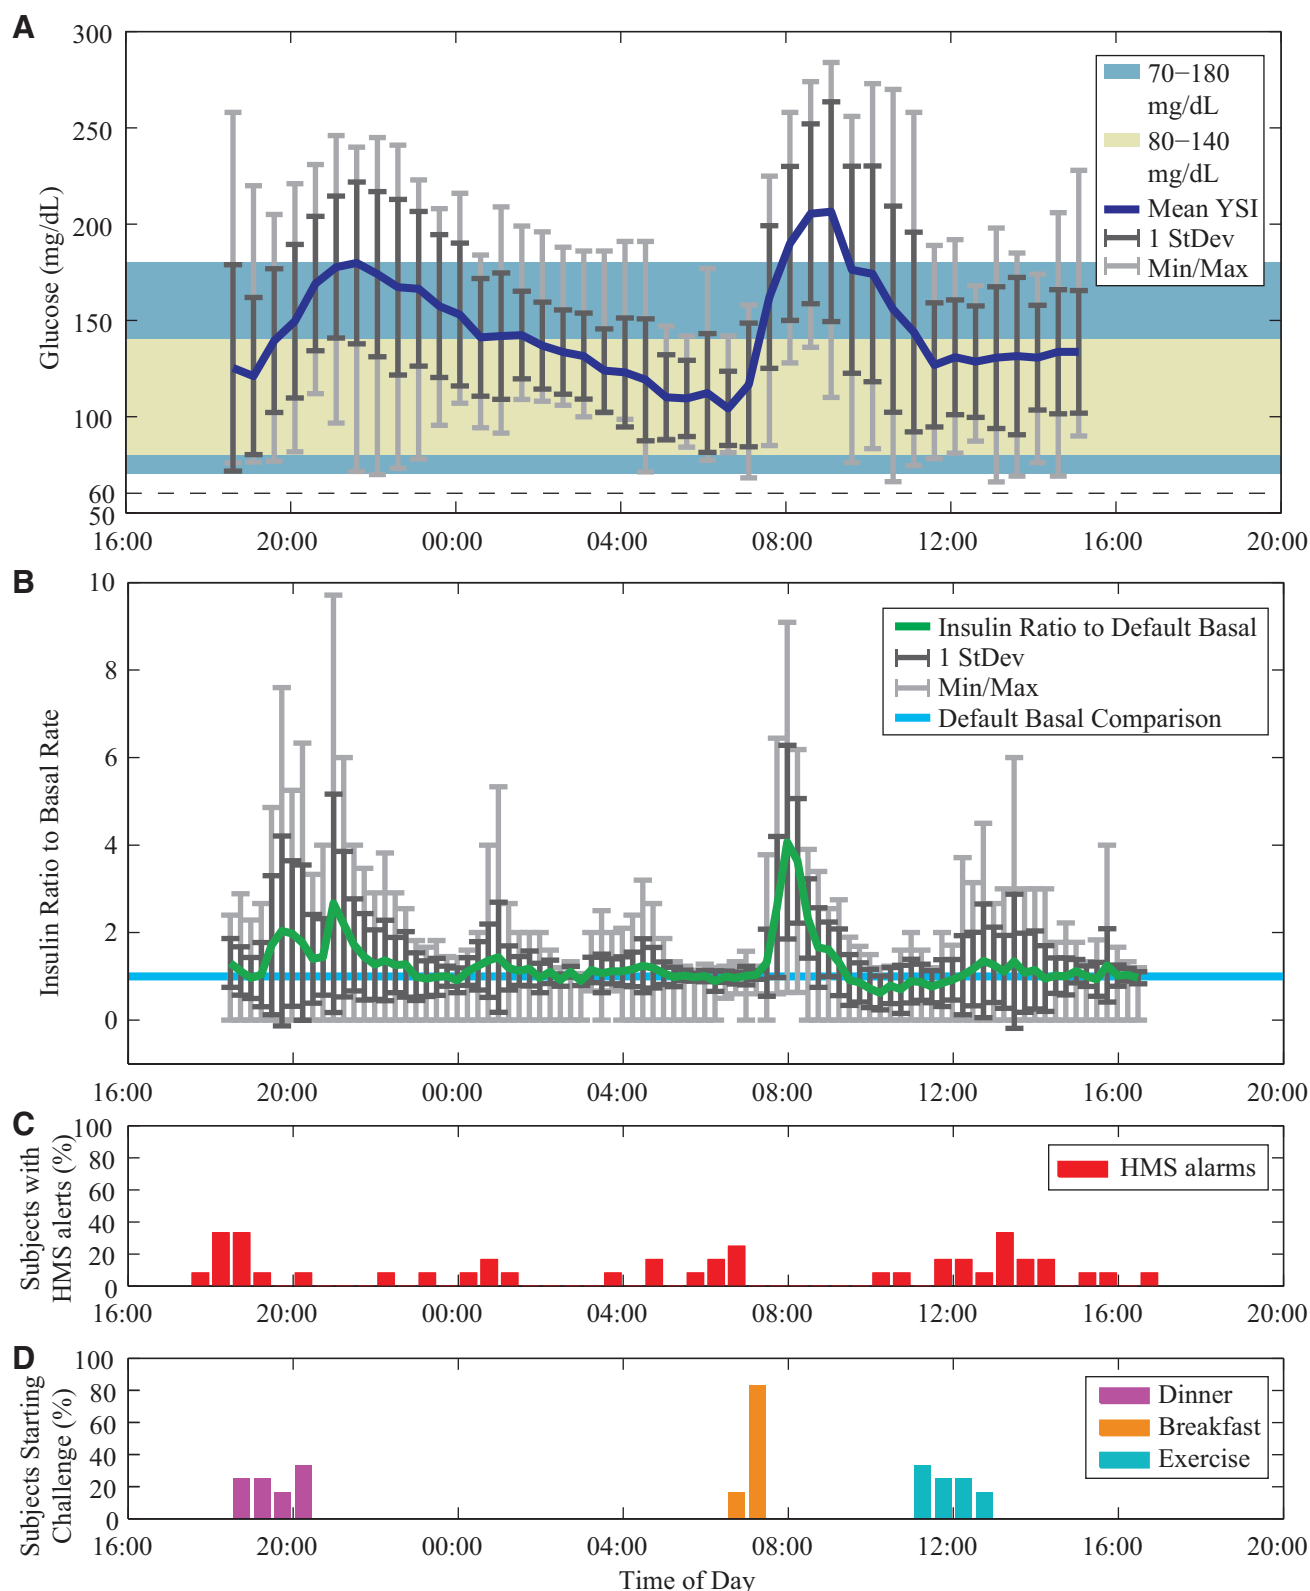 A
300
250
200
150
100
60
50
Glucose (mg/dL)
70−180
mg/dL
80−140
mg/dL
Mean YSI
1 StDev
Min/Max
16:00 20:00 00:00 04:00 08:00 12:00 16:00 20:00
B
10
8
6
4
2
0
Insulin Ratio to Basal Rate
Insulin Ratio to Default Basal
1 StDev
Min/Max
Default Basal Comparison
16:00 20:00 00:00 04:00 08:00 12:00 16:00 20:00
C
100
80
60
40
20
0
Subjects with
HMS alerts (%)
HMS alarms
16:00 20:00 00:00 04:00 08:00 12:00 16:00 20:00
D
100
80
60
40
20
0
Subjects Starting
Challenge (%)
Dinner
Breakfast
Exercise
16:00 20:00 00:00 04:00 08:00 12:00 16:00 20:00
Time of Day